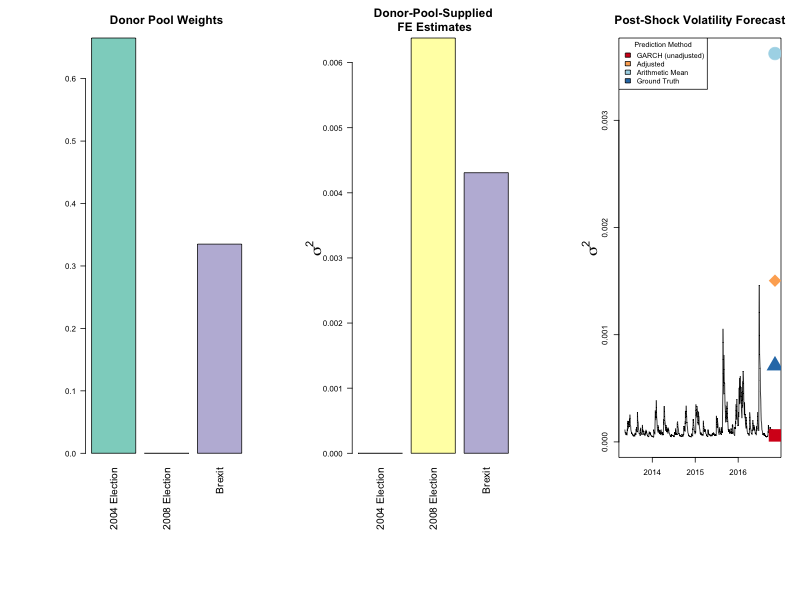 Donor Pool Weights
0.6
0.5
0.4
0.3
0.2
0.1
0.0
2004 Election
2008 Election
Brexit
Donor-Pool-Supplied
FE Estimates
σ²
0.006
0.005
0.004
0.003
0.002
0.001
0.000
2004 Election
2008 Election
Brexit
Post-Shock Volatility Forecast
Prediction Method
GARCH (unadjusted)
Adjusted
Arithmetic Mean
Ground Truth
σ²
0.003
0.002
0.001
0.000
2014
2015
2016